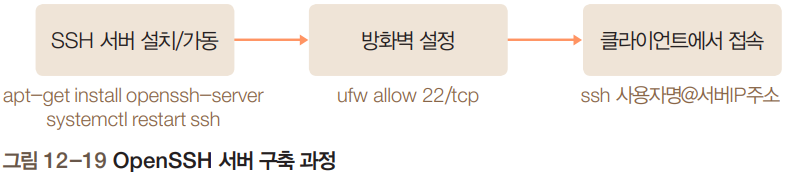 SSH 서버 설치/가동
방화벽 설정
클라이언트에서 접속
apt-get install openssh-server
systemctl restart ssh
ufw allow 22/tcp
ssh 사용자명@서버IP주소
그림 12-19 OpenSSH 서버 구축 과정